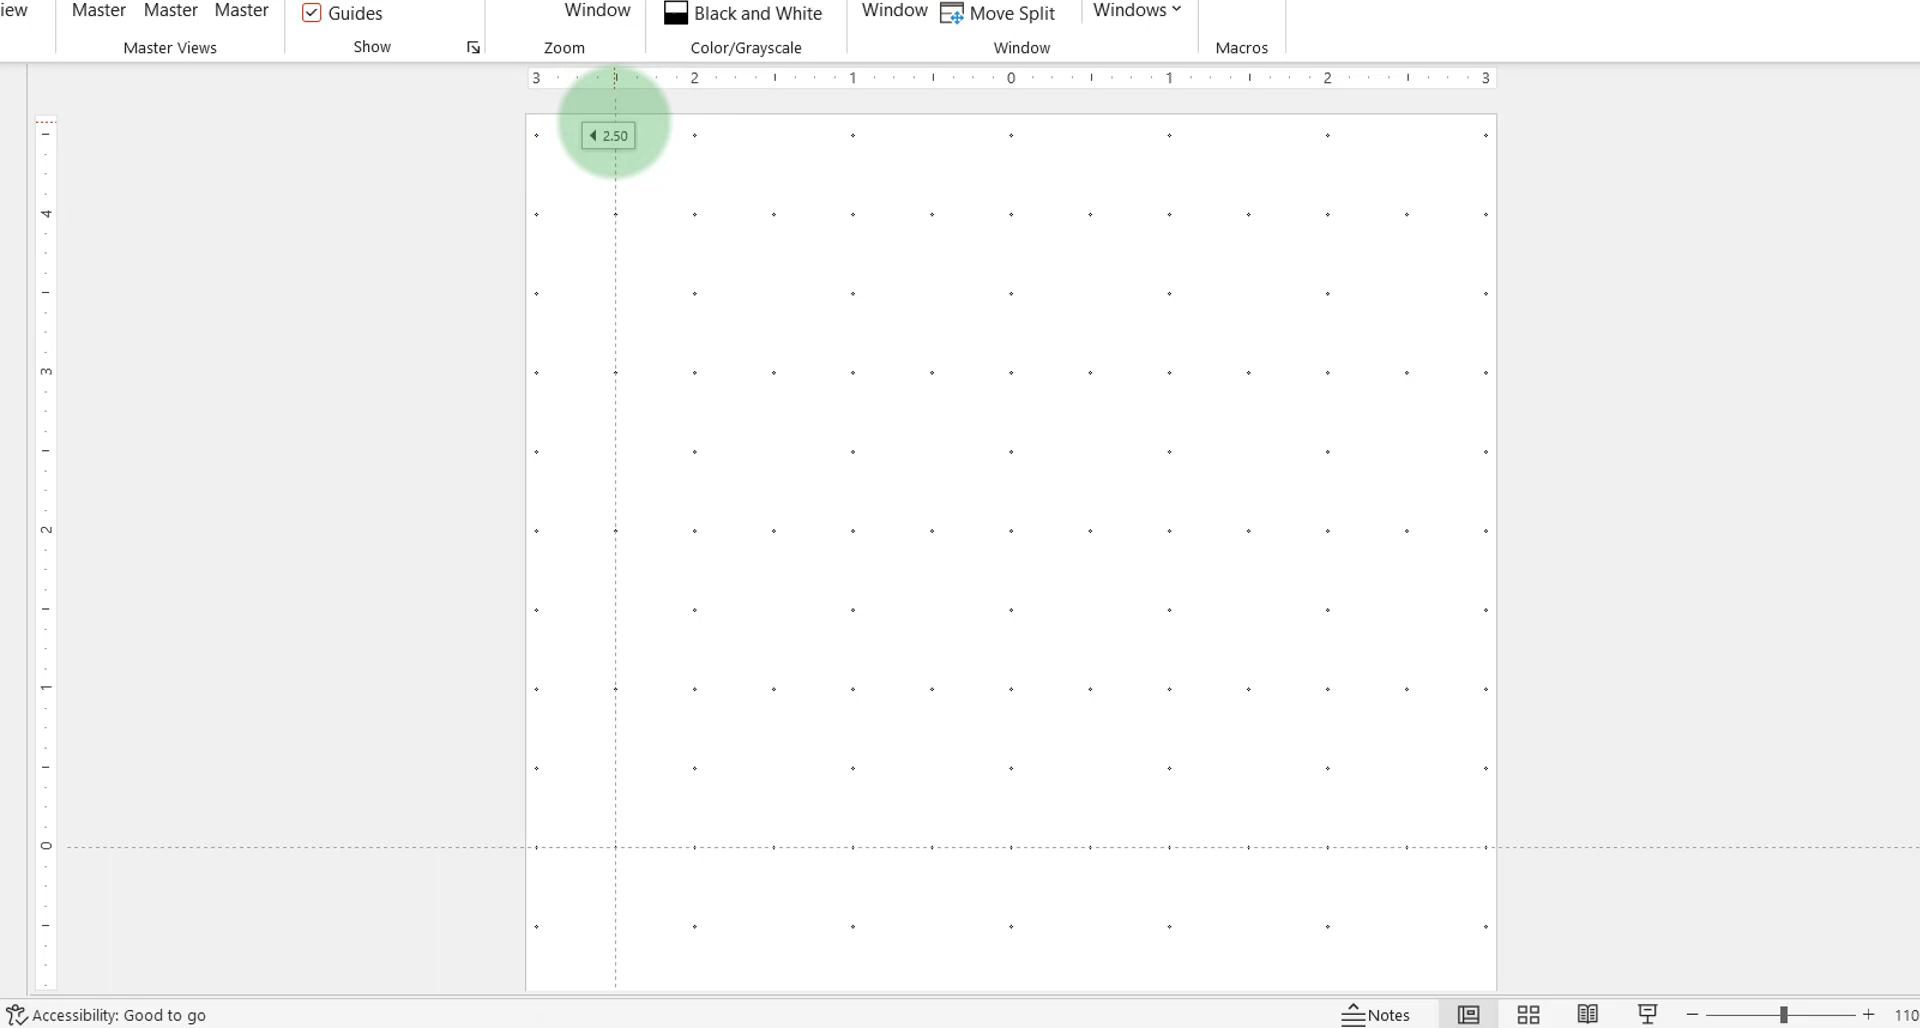 iew
Master Master Master
Guides
Window
Black and White
Window
Move Split
Windows
Master Views
Show
Zoom
Color/Grayscale
Window
Macros
3 2 1 0 1 2 3
2.50
4
3
2
1
0
Accessibility: Good to go
Notes
110